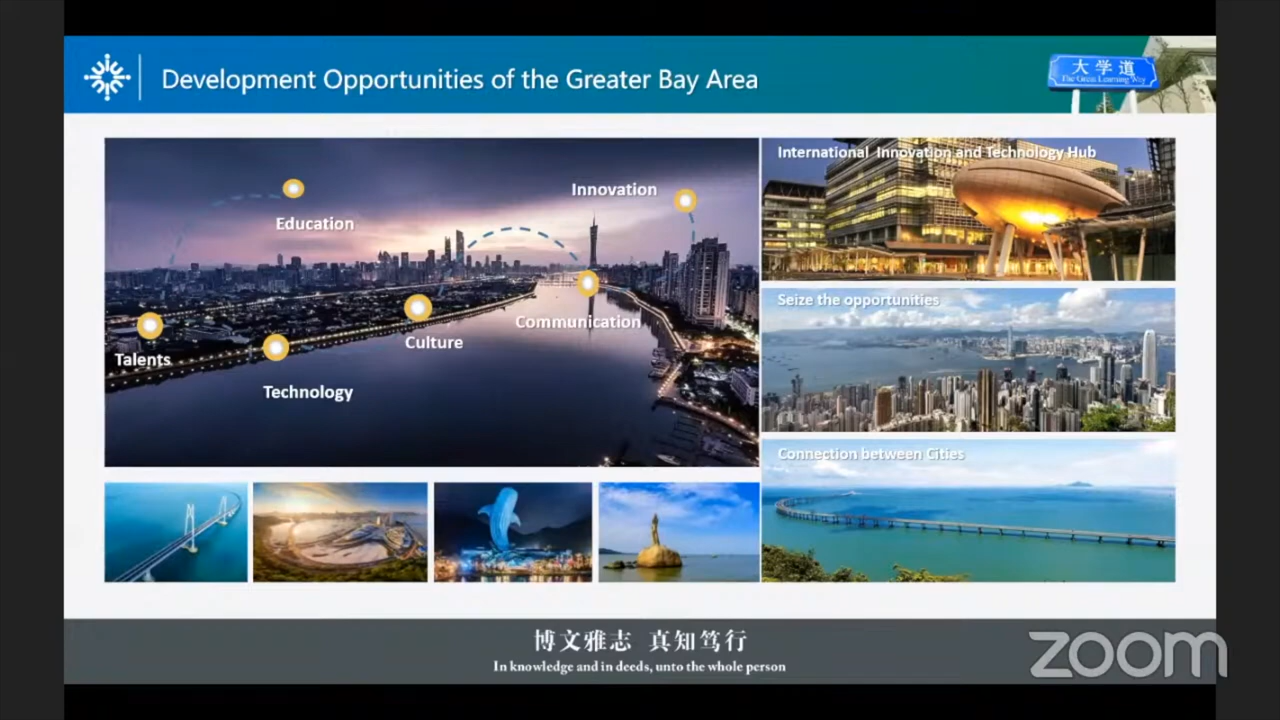 Development Opportunities of the Greater Bay Area
大学道
The Great Learning Way
Education
Innovation
Communication
Culture
Talents
Technology
International Innovation and Technology Hub
Seize the opportunities
Connection between Cities
博文雅志 真知笃行
In knowledge and in deeds, unto the whole person
zoom